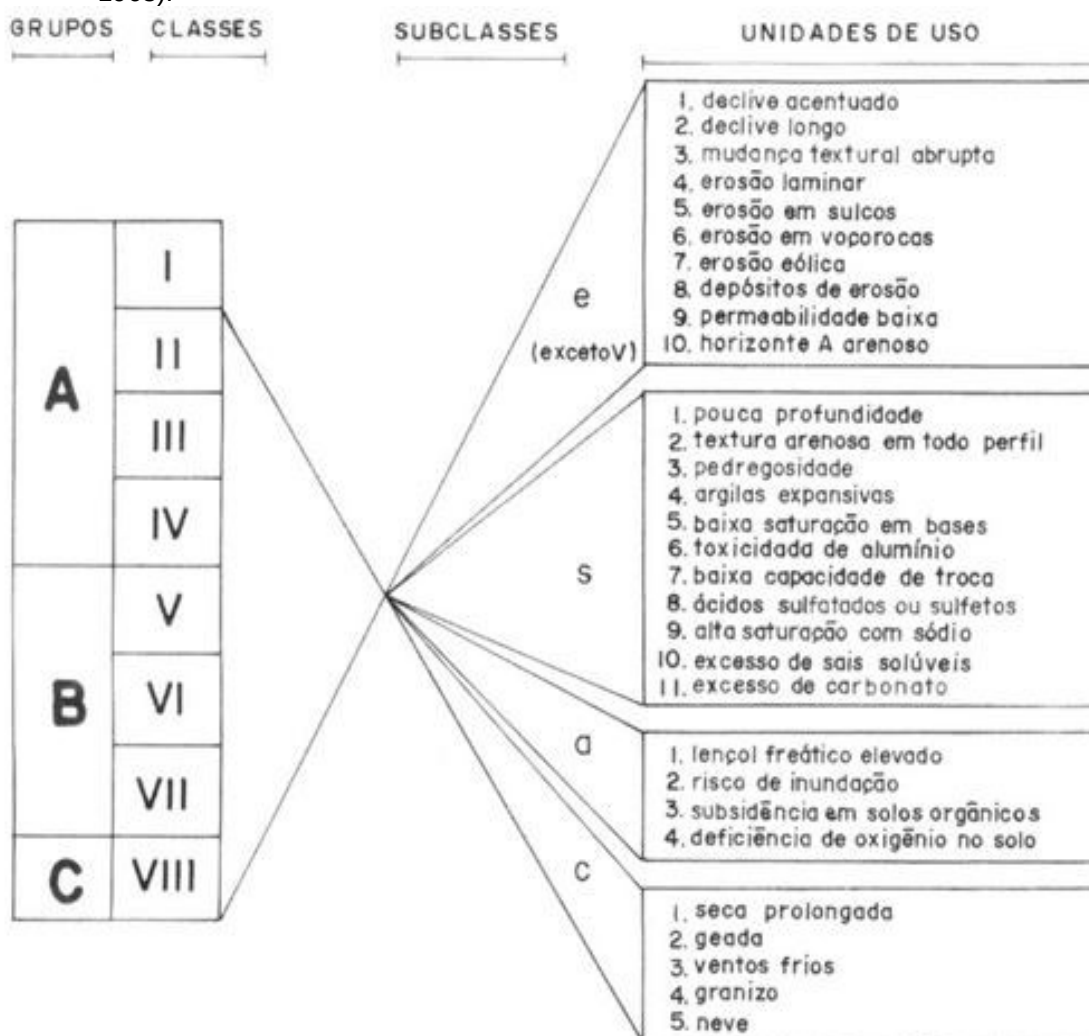 GRUPOS CLASSES SUBCLASSES UNIDADES DE USO
A
B
C
I
II
III
IV
V
VI
VII
VIII
e
(excetoV)
1. declive acentuado
2. declive longo
3. mudança textural abrupta
4. erosão laminar
5. erosão em sulcos
6. erosão em voporocas
7. erosão eólica
8. depósitos de erosão
9. permeabilidade baixa
10. horizonte A arenoso
s
1. pouca profundidade
2. textura arenosa em todo perfil
3. pedregosidade
4. argilas expansivas
5. baixa saturação em bases
6. toxicidada de alumínio
7. baixa capacidade de troca
8. ácidos sulfatados ou sulfetos
9. alta saturação com sódio
10. excesso de sais solúveis
11. excesso de carbonato
a
1. lençol freático elevado
2. risco de inundação
3. subsidência em solos orgânicos
4. deficiência de oxigênio no solo
c
1. seca prolongada
2. geada
3. ventos frios
4. granizo
5. neve